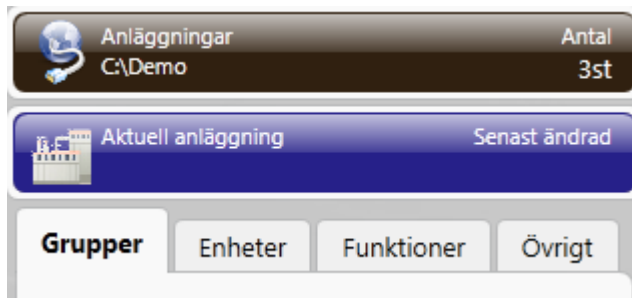 Anläggningar Antal
C:\Demo 3st
Aktuell anläggning Senast ändrad
Grupper Enheter Funktioner Övrigt